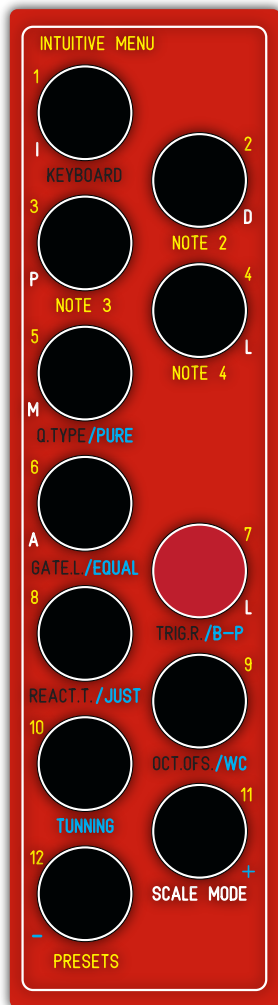 INTUITIVE MENU
1
I
KEYBOARD
2
D
NOTE 2
3
P
NOTE 3
4
L
NOTE 4
5
M
Q.TYPE/PURE
6
A
GATE.L./EQUAL
7
L
TRIG.R./B-P
8
REACT.T./JUST
9
OCT.OFS./WC
10
TUNNING
11
+
SCALE MODE
12
-
PRESETS